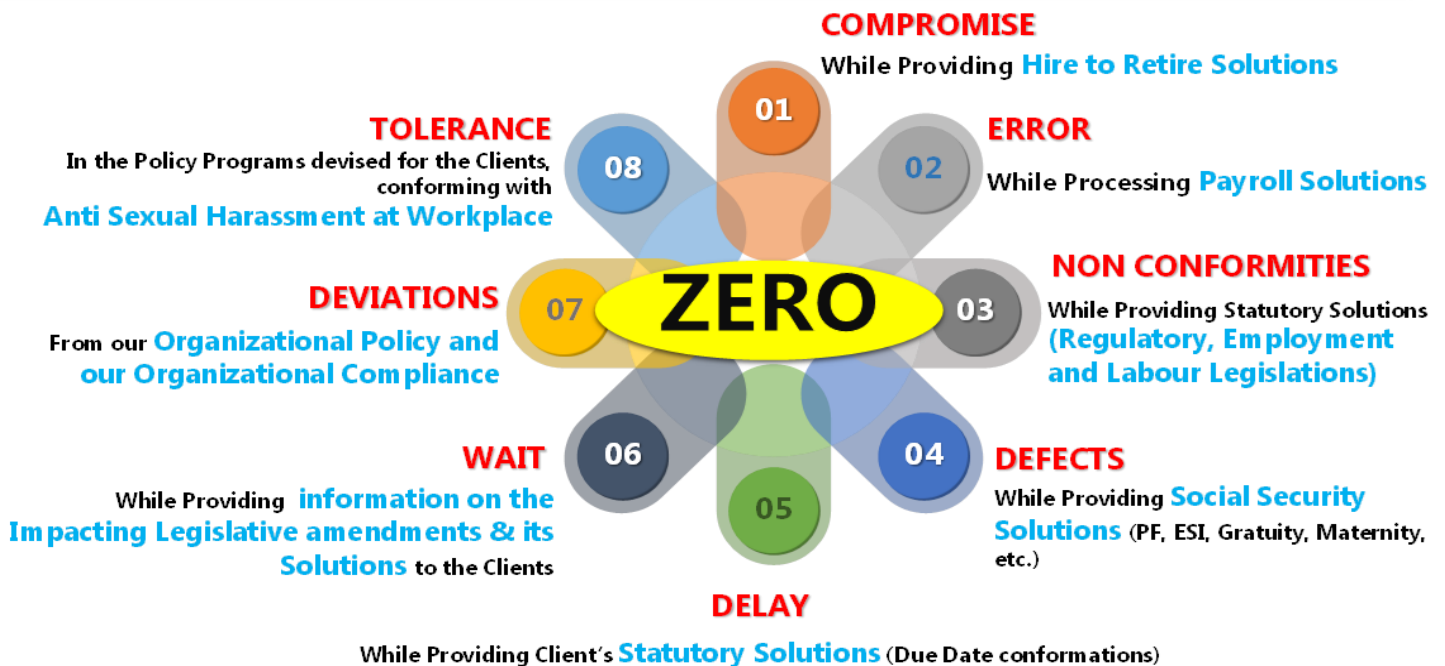 COMPROMISE
While Providing Hire to Retire Solutions
01
ERROR
02
While Processing Payroll Solutions
NON CONFORMITIES
03
While Providing Statutory Solutions
(Regulatory, Employment
and Labour Legislations)
04
DEFECTS
While Providing Social Security
Solutions (PF, ESI, Gratuity, Maternity,
etc.)
05
DELAY
While Providing Client's Statutory Solutions (Due Date conformations)
06
WAIT
While Providing information on the
Impacting Legislative amendments & its
Solutions to the Clients
07
DEVIATIONS
From our Organizational Policy and
our Organizational Compliance
08
TOLERANCE
In the Policy Programs devised for the Clients,
conforming with
Anti Sexual Harassment at Workplace
ZERO